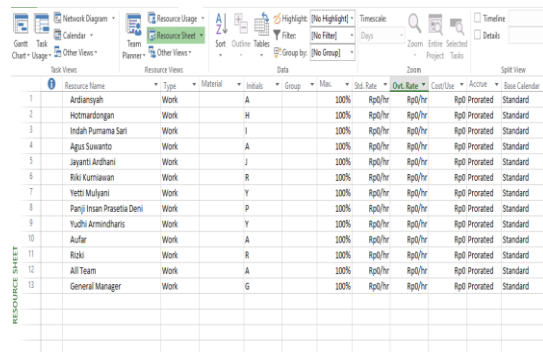 Network Diagram Resource Usage Highlight: [No Highlight] Timescale: Timeline
Calendar Resource Sheet Filter: [No Filter] Days Details
Gantt Chart Task Usage Other Views Team Planner Other Views Sort Outline Tables Group by: [No Group] Zoom Entire Project Selected Tasks
Task Views Resource Views Data Zoom Split View
Resource Name Type Material Initials Group Max. Std. Rate Ovt. Rate Cost/Use Accrue Base Calendar
1 Ardiansyah Work A 100% Rp0/hr Rp0/hr Rp0 Prorated Standard
2 Hotmardongan Work H 100% Rp0/hr Rp0/hr Rp0 Prorated Standard
3 Indah Purnama Sari Work I 100% Rp0/hr Rp0/hr Rp0 Prorated Standard
4 Agus Suwanto Work A 100% Rp0/hr Rp0/hr Rp0 Prorated Standard
5 Jayanti Ardhani Work J 100% Rp0/hr Rp0/hr Rp0 Prorated Standard
6 Riki Kurniawan Work R 100% Rp0/hr Rp0/hr Rp0 Prorated Standard
7 Yetti Mulyani Work Y 100% Rp0/hr Rp0/hr Rp0 Prorated Standard
8 Panji Insan Prasetia Deni Work P 100% Rp0/hr Rp0/hr Rp0 Prorated Standard
9 Yudhi Armindharis Work Y 100% Rp0/hr Rp0/hr Rp0 Prorated Standard
10 Aufar Work A 100% Rp0/hr Rp0/hr Rp0 Prorated Standard
11 Rizki Work R 100% Rp0/hr Rp0/hr Rp0 Prorated Standard
12 All Team Work A 100% Rp0/hr Rp0/hr Rp0 Prorated Standard
13 General Manager Work G 100% Rp0/hr Rp0/hr Rp0 Prorated Standard
RESOURCE SHEET